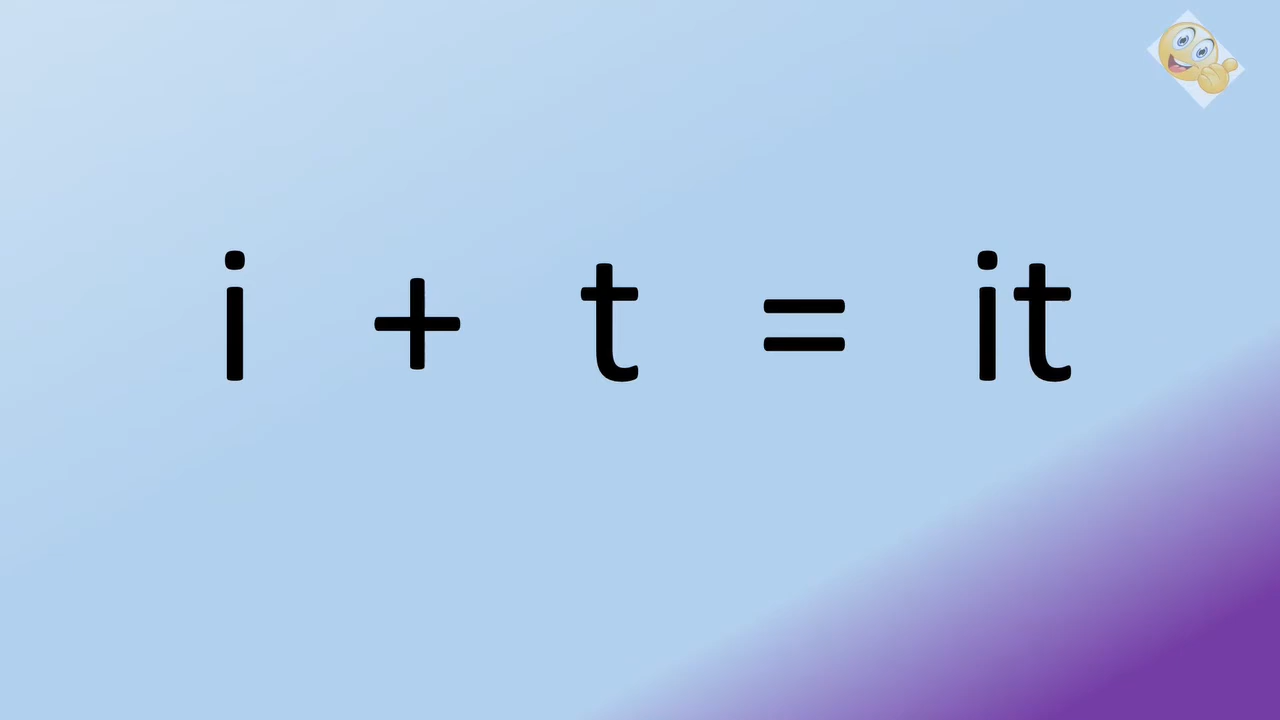 i + t = it